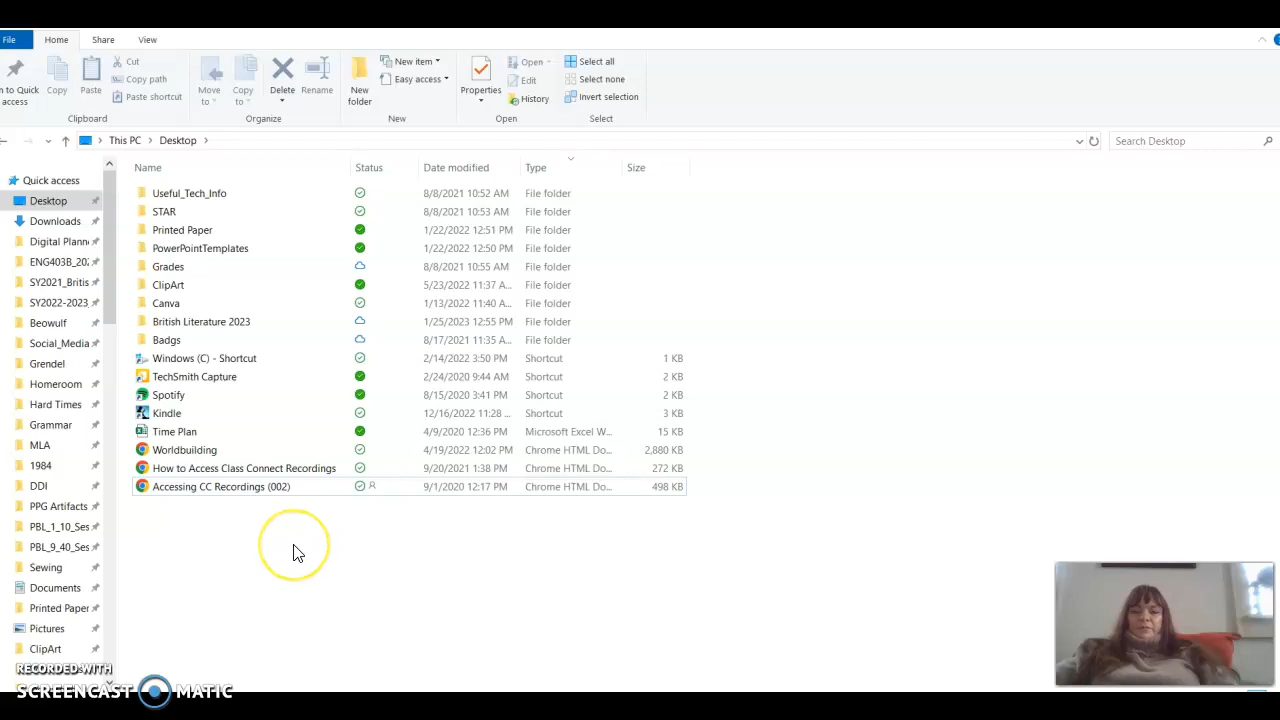 File Home Share View
Cut
Copy path
Paste shortcut
to Quick access
Copy
Paste
Clipboard
Move to
Copy to
Delete
Rename
Organize
New folder
New item
Easy access
New
Properties
Open
Edit
History
Open
Select all
Select none
Invert selection
Select
This PC Desktop
Search Desktop
Name Status Date modified Type Size
Quick access
Desktop
Downloads
Digital Plann
ENG403B_202
SY2021_Britis
SY2022-2023_
Beowulf
Social_Media
Grendel
Homeroom
Hard Times
Grammar
MLA
1984
DDI
PPG Artifacts
PBL_1_10_Ses
PBL_9_40_Ses
Sewing
Documents
Printed Paper
Pictures
ClipArt
Useful_Tech_Info 8/8/2021 10:52 AM File folder
STAR 8/8/2021 10:53 AM File folder
Printed Paper 1/22/2022 12:51 PM File folder
PowerPointTemplates 1/22/2022 12:50 PM File folder
Grades 8/8/2021 10:55 AM File folder
ClipArt 5/23/2022 11:37 A... File folder
Canva 1/13/2022 11:40 A... File folder
British Literature 2023 1/25/2023 12:55 PM File folder
Badgs 8/17/2021 11:35 A... File folder
Windows (C) - Shortcut 2/14/2022 3:50 PM Shortcut 1 KB
TechSmith Capture 2/24/2020 9:44 AM Shortcut 2 KB
Spotify 8/15/2020 3:41 PM Shortcut 2 KB
Kindle 12/16/2022 11:28 ... Shortcut 3 KB
Time Plan 4/9/2020 12:36 PM Microsoft Excel W... 15 KB
Worldbuilding 4/19/2022 12:02 PM Chrome HTML Do... 2,880 KB
How to Access Class Connect Recordings 9/20/2021 1:38 PM Chrome HTML Do... 272 KB
Accessing CC Recordings (002) 9/1/2020 12:17 PM Chrome HTML Do... 498 KB
RECORDED WITH
SCREENCAST MATIC